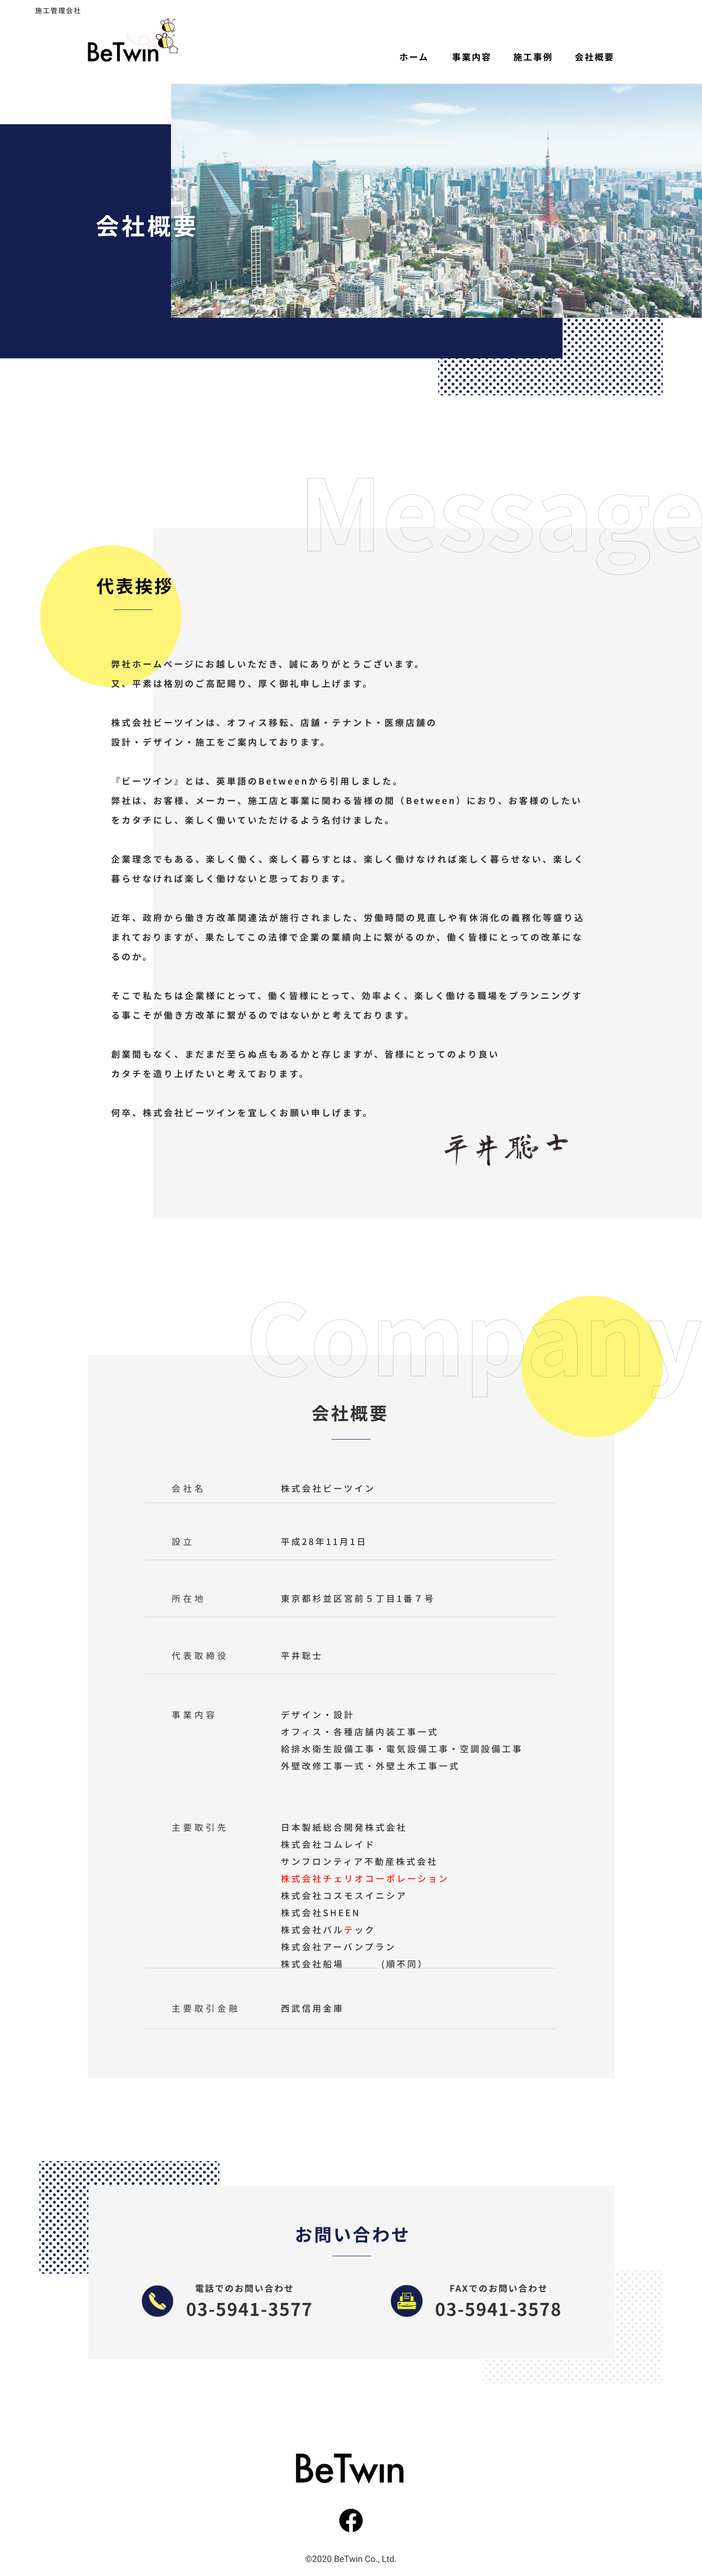 施工管理会社
BeTwin
ホーム 事業内容 施工事例 会社概要
会社概要
Message
代表挨拶
弊社ホームページにお越しいただき、誠にありがとうございます。
又、平素は格別のご高配賜り、厚く御礼申し上げます。
株式会社ビーツインは、オフィス移転、店舗・テナント・医療店舗の
設計・デザイン・施工をご案内しております。
『ビーツイン』とは、英単語のBetweenから引用しました。
弊社は、お客様、メーカー、施工店と事業に関わる皆様の間（Between）におり、お客様のしたい
をカタチにし、楽しく働いていただけるよう名付けました。
企業理念でもある、楽しく働く、楽しく暮らすとは、楽しく働けなければ楽しく暮らせない、楽しく
暮らせなければ楽しく働けないと思っております。
近年、政府から働き方改革関連法が施行されました、労働時間の見直しや有休消化の義務化等盛り込
まれておりますが、果たしてこの法律で企業の業績向上に繋がるのか、働く皆様にとっての改革にな
るのか。
そこで私たちは企業様にとって、働く皆様にとって、効率よく、楽しく働ける職場をプランニングす
る事こそが働き方改革に繋がるのではないかと考えております。
創業間もなく、まだまだ至らぬ点もあるかと存じますが、皆様にとってのより良い
カタチを造り上げたいと考えております。
何卒、株式会社ビーツインを宜しくお願い申しげます。
平井聡士
Company
会社概要
会社名 株式会社ビーツイン
設立 平成28年11月1日
所在地 東京都杉並区宮前５丁目1番７号
代表取締役 平井聡士
事業内容 デザイン・設計
オフィス・各種店舗内装工事一式
給排水衛生設備工事・電気設備工事・空調設備工事
外壁改修工事一式・外壁土木工事一式
主要取引先 日本製紙総合開発株式会社
株式会社コムレイド
サンフロンティア不動産株式会社
株式会社チェリオコーポレーション
株式会社コスモスイニシア
株式会社SHEEN
株式会社バルテック
株式会社アーバンプラン
株式会社船場 (順不同）
主要取引金融 西武信用金庫
お問い合わせ
電話でのお問い合わせ
03-5941-3577
FAXでのお問い合わせ
03-5941-3578
BeTwin
©2020 BeTwin Co., Ltd.